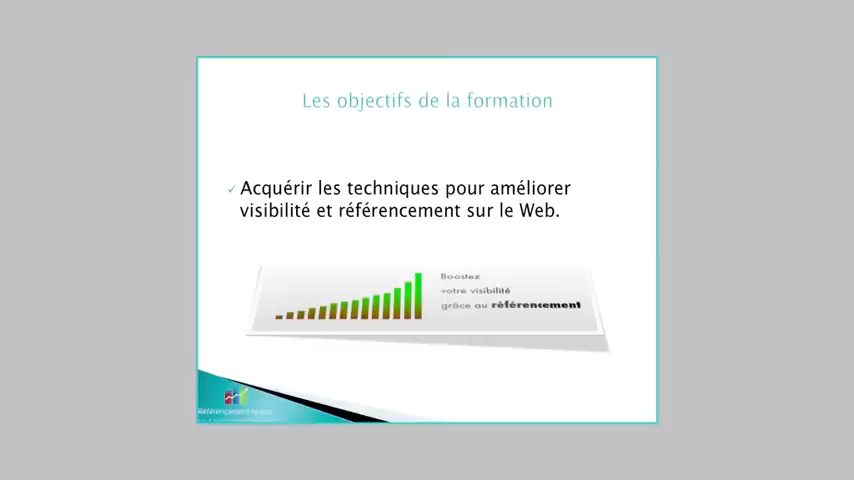 Les objectifs de la formation
✓ Acquérir les techniques pour améliorer
visibilité et référencement sur le Web.
Boostez
votre visibilité
grâce au référencement
Référencement